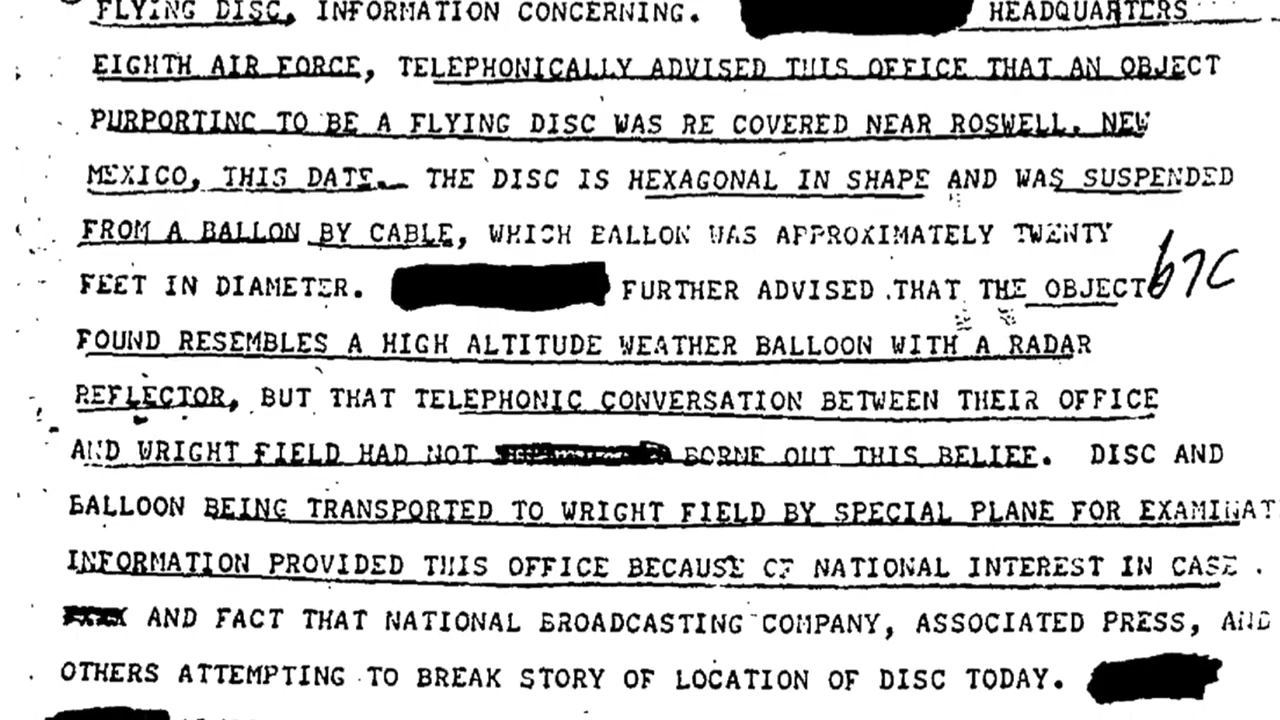 FLYING DISC, INFORMATION CONCERNING. HEADQUARTERS
EIGHTH AIR FORCE, TELEPHONICALLY ADVISED THIS OFFICE THAT AN OBJECT
PURPORTING TO BE A FLYING DISC WAS RE COVERED NEAR ROSWELL, NEW
MEXICO, THIS DATE. THE DISC IS HEXAGONAL IN SHAPE AND WAS SUSPENDED
FROM A BALLON BY CABLE, WHICH BALLON WAS APPROXIMATELY TWENTY
FEET IN DIAMETER. FURTHER ADVISED THAT THE OBJECT b7C
FOUND RESEMBLES A HIGH ALTITUDE WEATHER BALLOON WITH A RADAR
REFLECTOR, BUT THAT TELEPHONIC CONVERSATION BETWEEN THEIR OFFICE
AND WRIGHT FIELD HAD NOT BORNE OUT THIS BELIEF. DISC AND
BALLOON BEING TRANSPORTED TO WRIGHT FIELD BY SPECIAL PLANE FOR EXAMINAT
INFORMATION PROVIDED THIS OFFICE BECAUSE OF NATIONAL INTEREST IN CASE .
AND FACT THAT NATIONAL BROADCASTING COMPANY, ASSOCIATED PRESS, AND
OTHERS ATTEMPTING TO BREAK STORY OF LOCATION OF DISC TODAY.